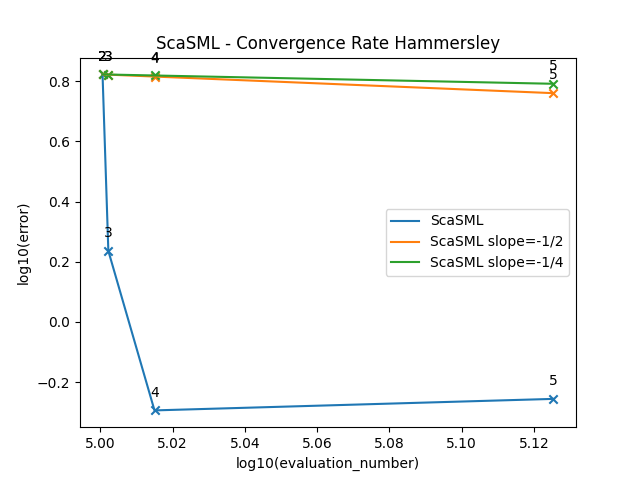 ScaSML - Convergence Rate Hammersley
2 3 4 5
5
3
4
5
0.8
0.6
0.4
0.2
0.0
−0.2
log10(error)
ScaSML
ScaSML slope=-1/2
ScaSML slope=-1/4
5.00 5.02 5.04 5.06 5.08 5.10 5.12
log10(evaluation_number)